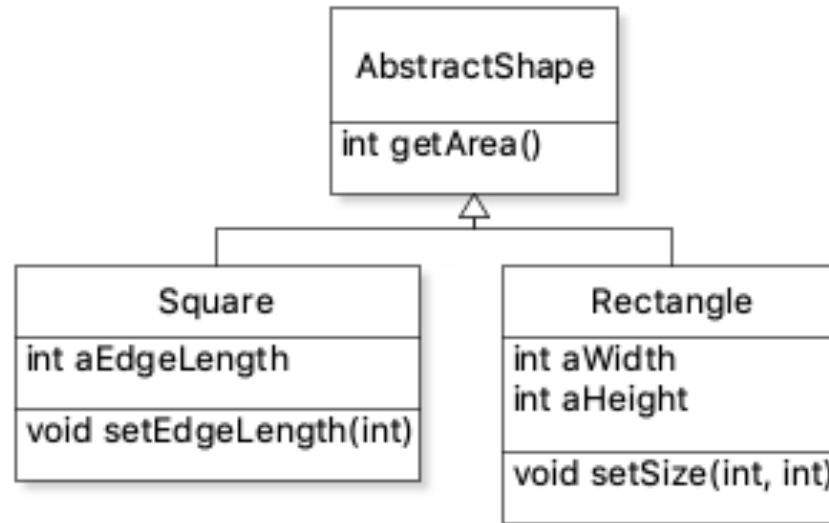 AbstractShape
int getArea()
Square
int aEdgeLength
void setEdgeLength(int)
Rectangle
int aWidth
int aHeight
void setSize(int, int)